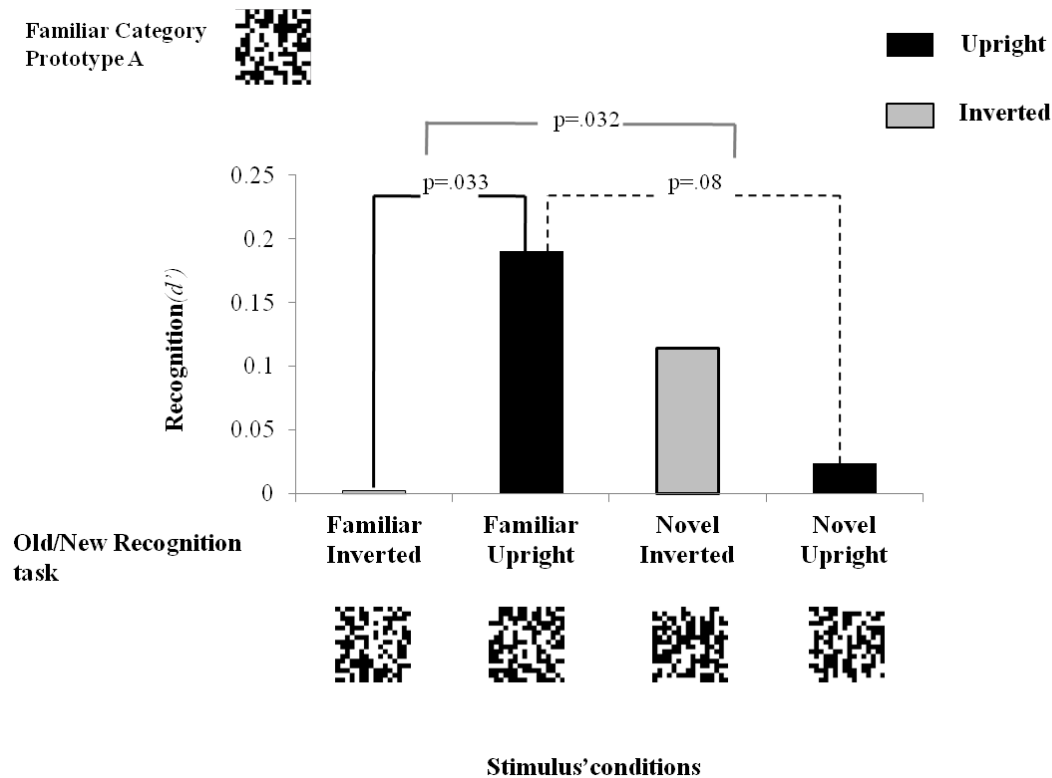 Familiar Category
Prototype A
Upright
Inverted
p=.032
p=.033
p=.08
0.25
0.2
0.15
0.1
0.05
0
Recognition(d’)
Familiar
Inverted
Familiar
Upright
Novel
Inverted
Novel
Upright
Old/New Recognition
task
Stimulus’conditions